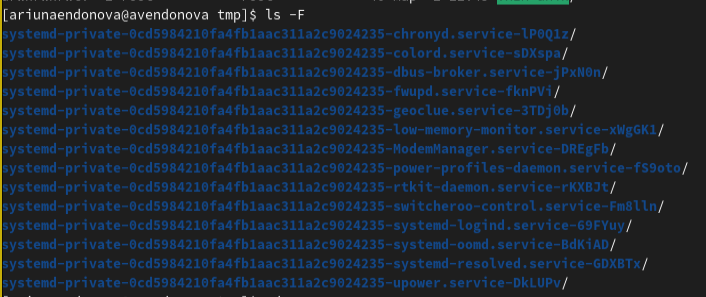 [ariunaendonova@avendonova tmp]$ ls -F
systemd-private-0cd5984210fa4fb1aac311a2c9024235-chronyd.service-lP0Q1z/
systemd-private-0cd5984210fa4fb1aac311a2c9024235-colord.service-sDXspa/
systemd-private-0cd5984210fa4fb1aac311a2c9024235-dbus-broker.service-jPxN0n/
systemd-private-0cd5984210fa4fb1aac311a2c9024235-fwupd.service-fknPVi/
systemd-private-0cd5984210fa4fb1aac311a2c9024235-geoclue.service-3TDj0b/
systemd-private-0cd5984210fa4fb1aac311a2c9024235-low-memory-monitor.service-xWgGK1/
systemd-private-0cd5984210fa4fb1aac311a2c9024235-ModemManager.service-DREgFb/
systemd-private-0cd5984210fa4fb1aac311a2c9024235-power-profiles-daemon.service-fS9oto/
systemd-private-0cd5984210fa4fb1aac311a2c9024235-rtkit-daemon.service-rKXBJt/
systemd-private-0cd5984210fa4fb1aac311a2c9024235-switcheroo-control.service-Fm8lln/
systemd-private-0cd5984210fa4fb1aac311a2c9024235-systemd-logind.service-G9FYuy/
systemd-private-0cd5984210fa4fb1aac311a2c9024235-systemd-oomd.service-BdKiAD/
systemd-private-0cd5984210fa4fb1aac311a2c9024235-systemd-resolved.service-GDXBTx/
systemd-private-0cd5984210fa4fb1aac311a2c9024235-upower.service-DkLUPv/